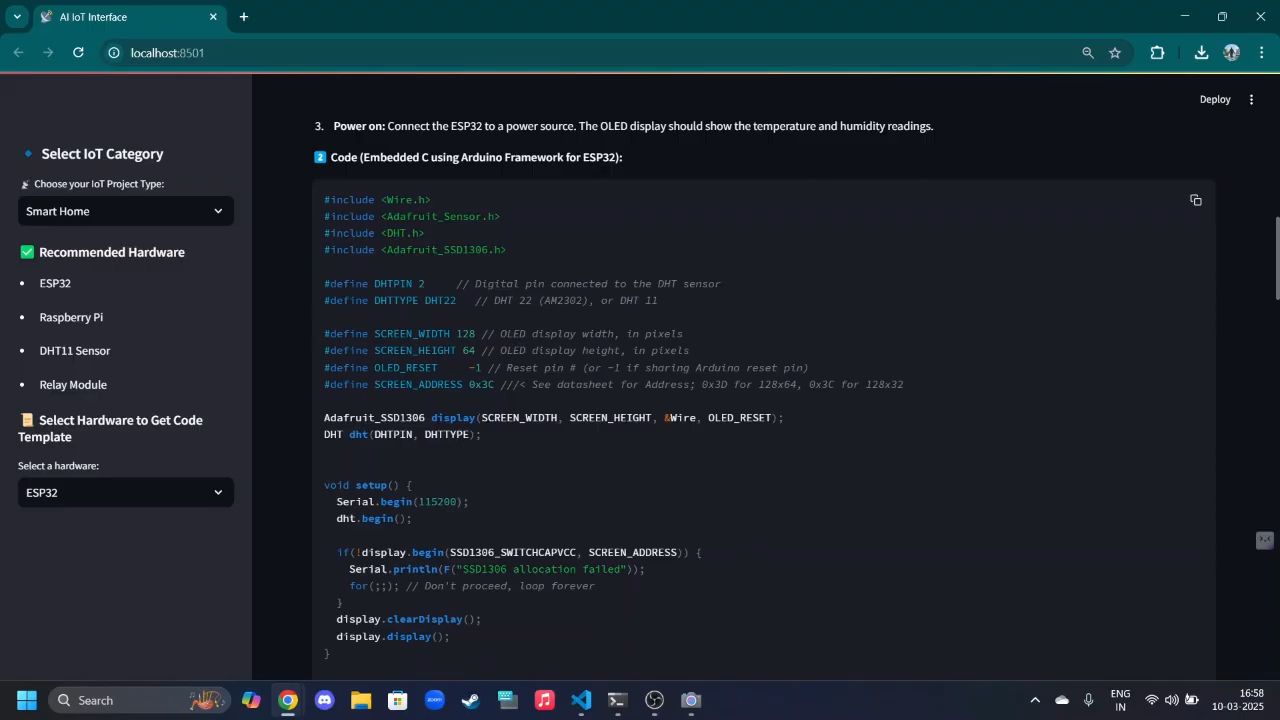 AI IoT Interface
localhost:8501
Deploy
Select IoT Category
Choose your IoT Project Type:
Smart Home
Recommended Hardware
• ESP32
• Raspberry Pi
• DHT11 Sensor
• Relay Module
Select Hardware to Get Code
Template
Select a hardware:
ESP32
3. Power on: Connect the ESP32 to a power source. The OLED display should show the temperature and humidity readings.
2 Code (Embedded C using Arduino Framework for ESP32):
#include <Wire.h>
#include <Adafruit_Sensor.h>
#include <DHT.h>
#include <Adafruit_SSD1306.h>
#define DHTPIN 2     // Digital pin connected to the DHT sensor
#define DHTTYPE DHT22   // DHT 22 (AM2302), or DHT 11
#define SCREEN_WIDTH 128 // OLED display width, in pixels
#define SCREEN_HEIGHT 64 // OLED display height, in pixels
#define OLED_RESET     -1 // Reset pin # (or -1 if sharing Arduino reset pin)
#define SCREEN_ADDRESS 0x3C ///< See datasheet for Address; 0x3D for 128x64, 0x3C for 128x32
Adafruit_SSD1306 display(SCREEN_WIDTH, SCREEN_HEIGHT, &Wire, OLED_RESET);
DHT dht(DHTPIN, DHTTYPE);
void setup() {
  Serial.begin(115200);
  dht.begin();
  if(!display.begin(SSD1306_SWITCHCAPVCC, SCREEN_ADDRESS)) {
    Serial.println(F("SSD1306 allocation failed"));
    for(;;); // Don't proceed, loop forever
  }
  display.clearDisplay();
  display.display();
}
Search
zoom
ENG
IN
16:58
10-03-2025